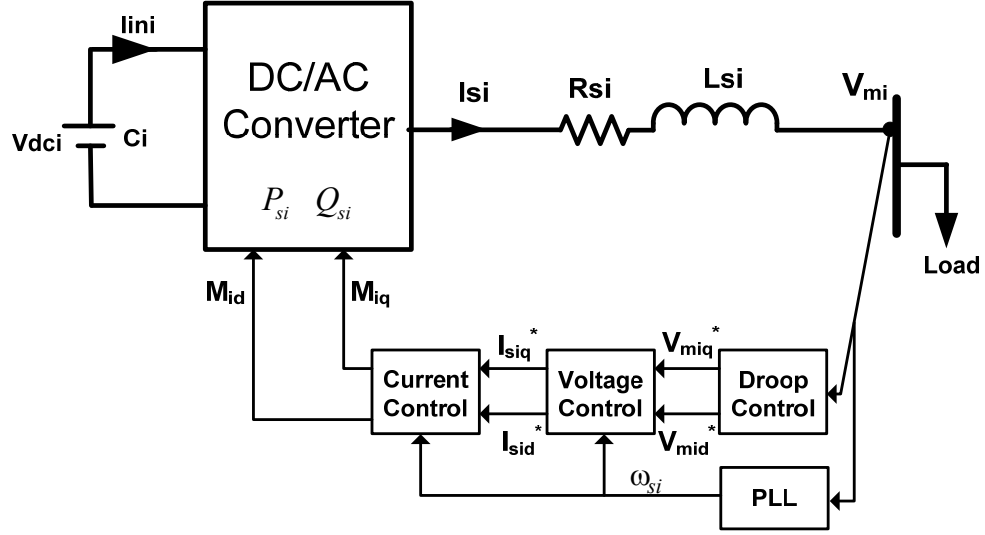 Iini
DC/AC
Converter
Vdci
Ci
Isi
Rsi
Lsi
Vmi
Psi Qsi
Load
Mid
Miq
Isiq*
Vmiq*
Current
Control
Voltage
Control
Droop
Control
Isid*
Vmid*
ωsi
PLL